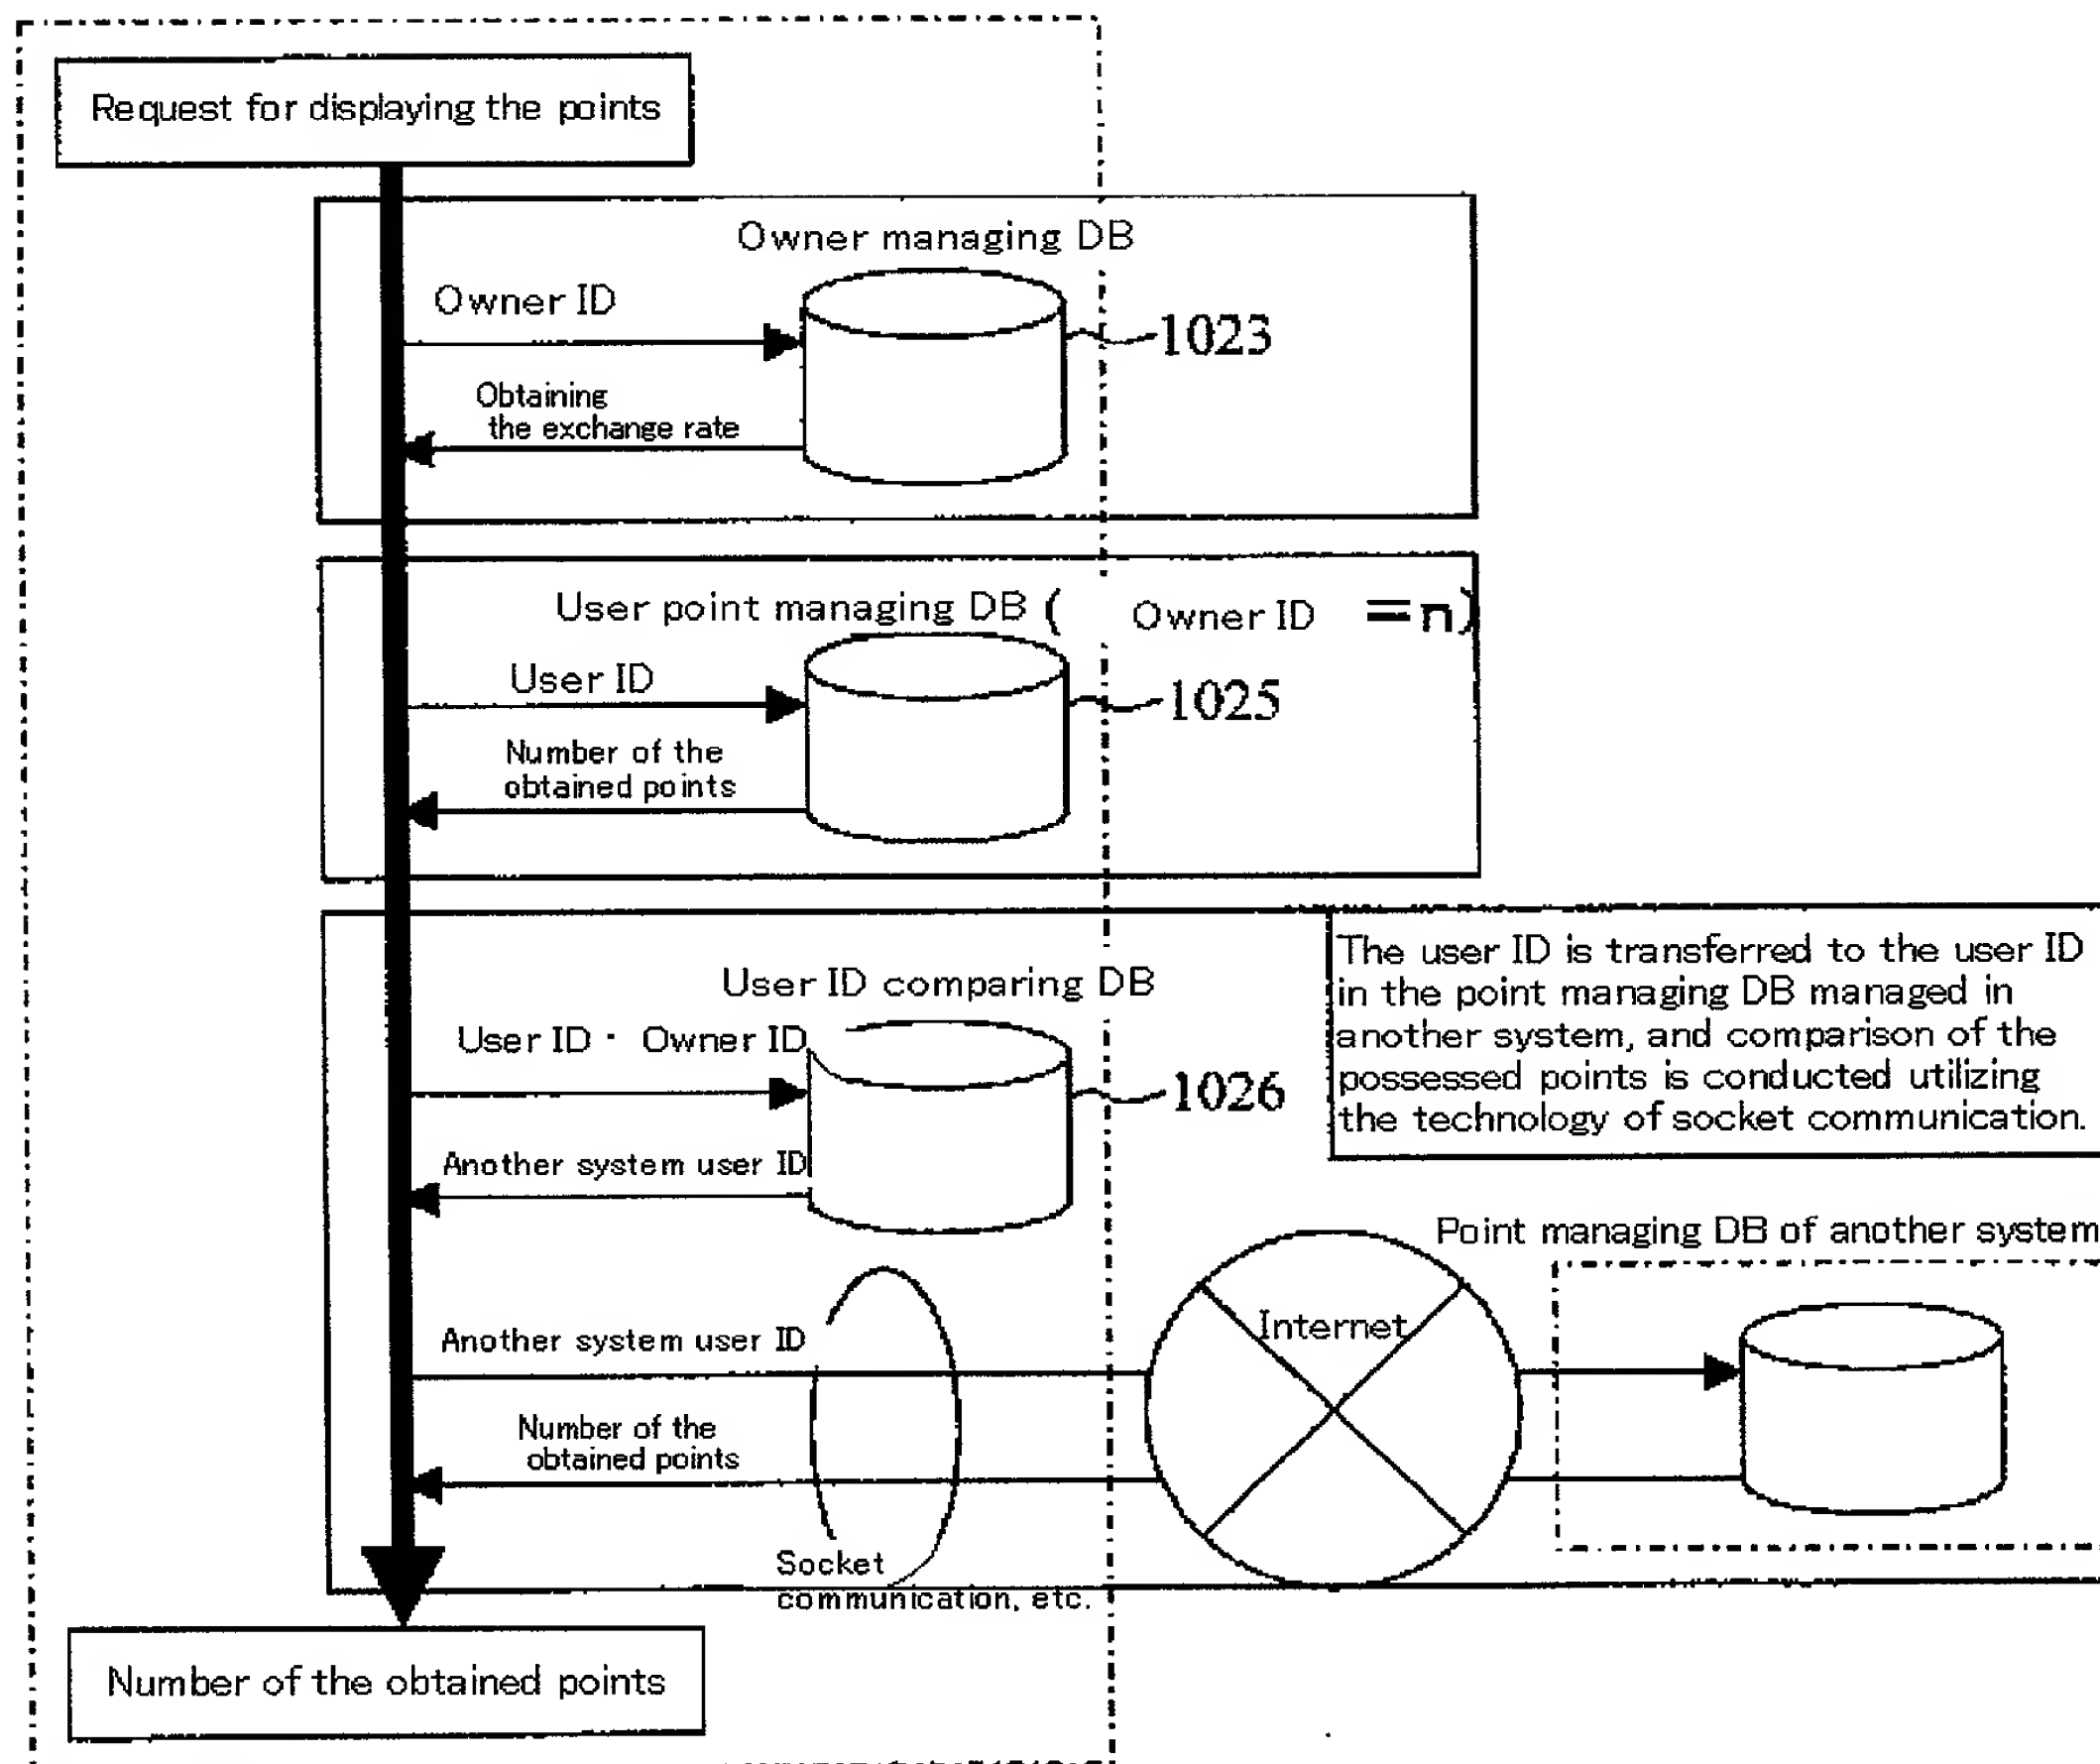 Request for displaying the points
Owner managing DB
Owner ID
1023
Obtaining
the exchange rate
User point managing DB ( Owner ID =n)
User ID
1025
Number of the
obtained points
The user ID is transferred to the user ID
in the point managing DB managed in
another system, and comparison of the
possessed points is conducted utilizing
the technology of socket communication.
User ID comparing DB
User ID · Owner ID
1026
Another system user ID
Point managing DB of another system
Internet
Another system user ID
Number of the
obtained points
Socket
communication, etc.
Number of the obtained points